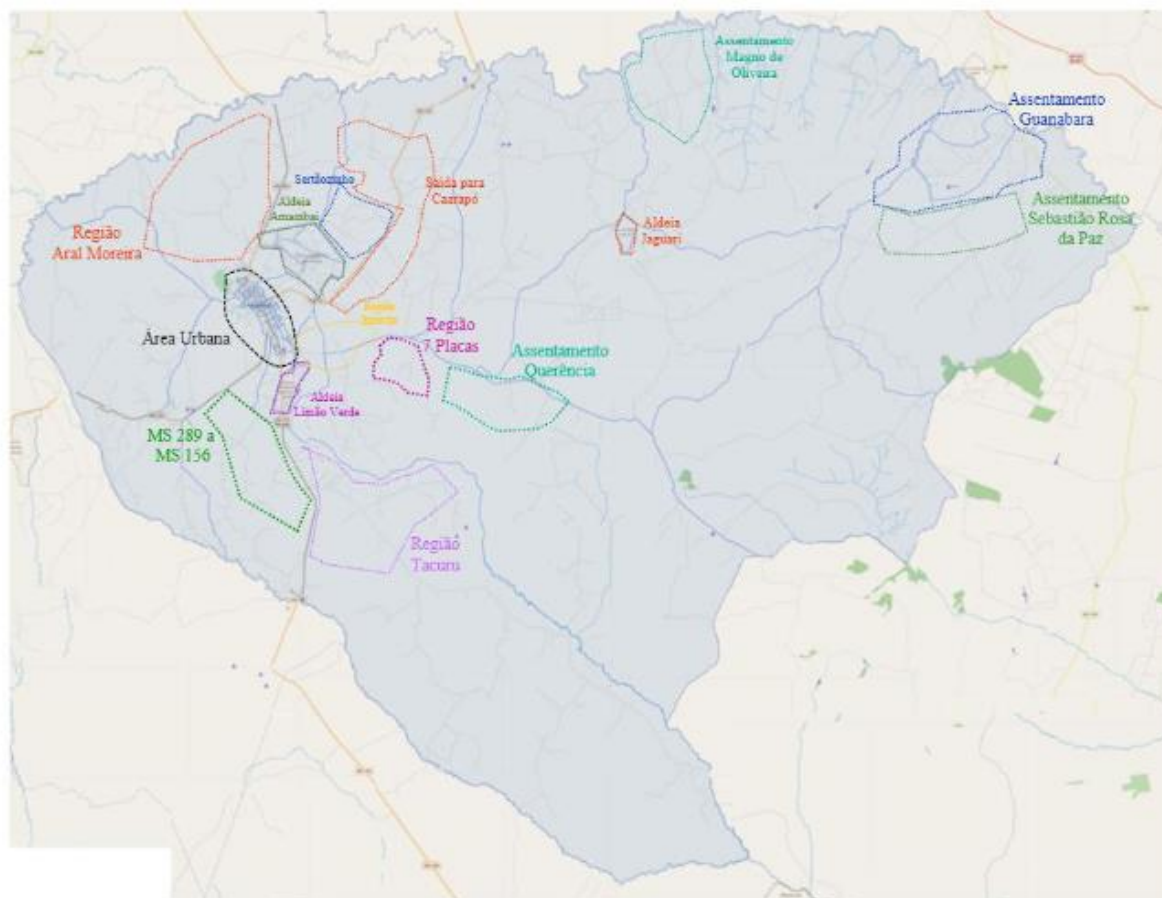 Assentamento
Magno de
Oliveira
Assentamento
Guanabara
Sertãozinho
Aldeia
Amambai
Saída para
Caarapó
Assentamento
Sebastião Rosa
da Paz
Região
Aral Moreira
Aldeia
Jaguari
Área Urbana
Região
7 Placas
Assentamento
Querência
Aldeia
Limão Verde
MS 289 a
MS 156
Região
Tacuru